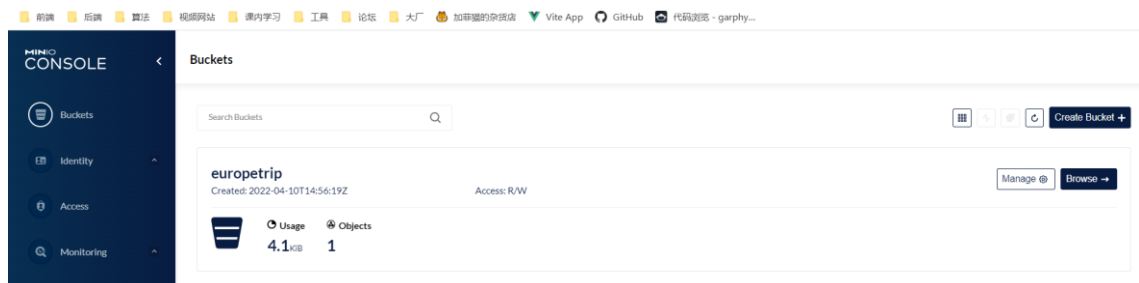 前端 后端 算法 视频网站 课内学习 工具 论坛 大厂 加菲猫的杂货店 Vite App GitHub 代码浏览 - garphy...
MINIO
CONSOLE
Buckets
Buckets
Search Buckets
Create Bucket +
Identity
europetrip
Manage
Browse →
Created: 2022-04-10T14:56:19Z
Access: R/W
Access
Usage
Objects
4.1KiB
1
Monitoring